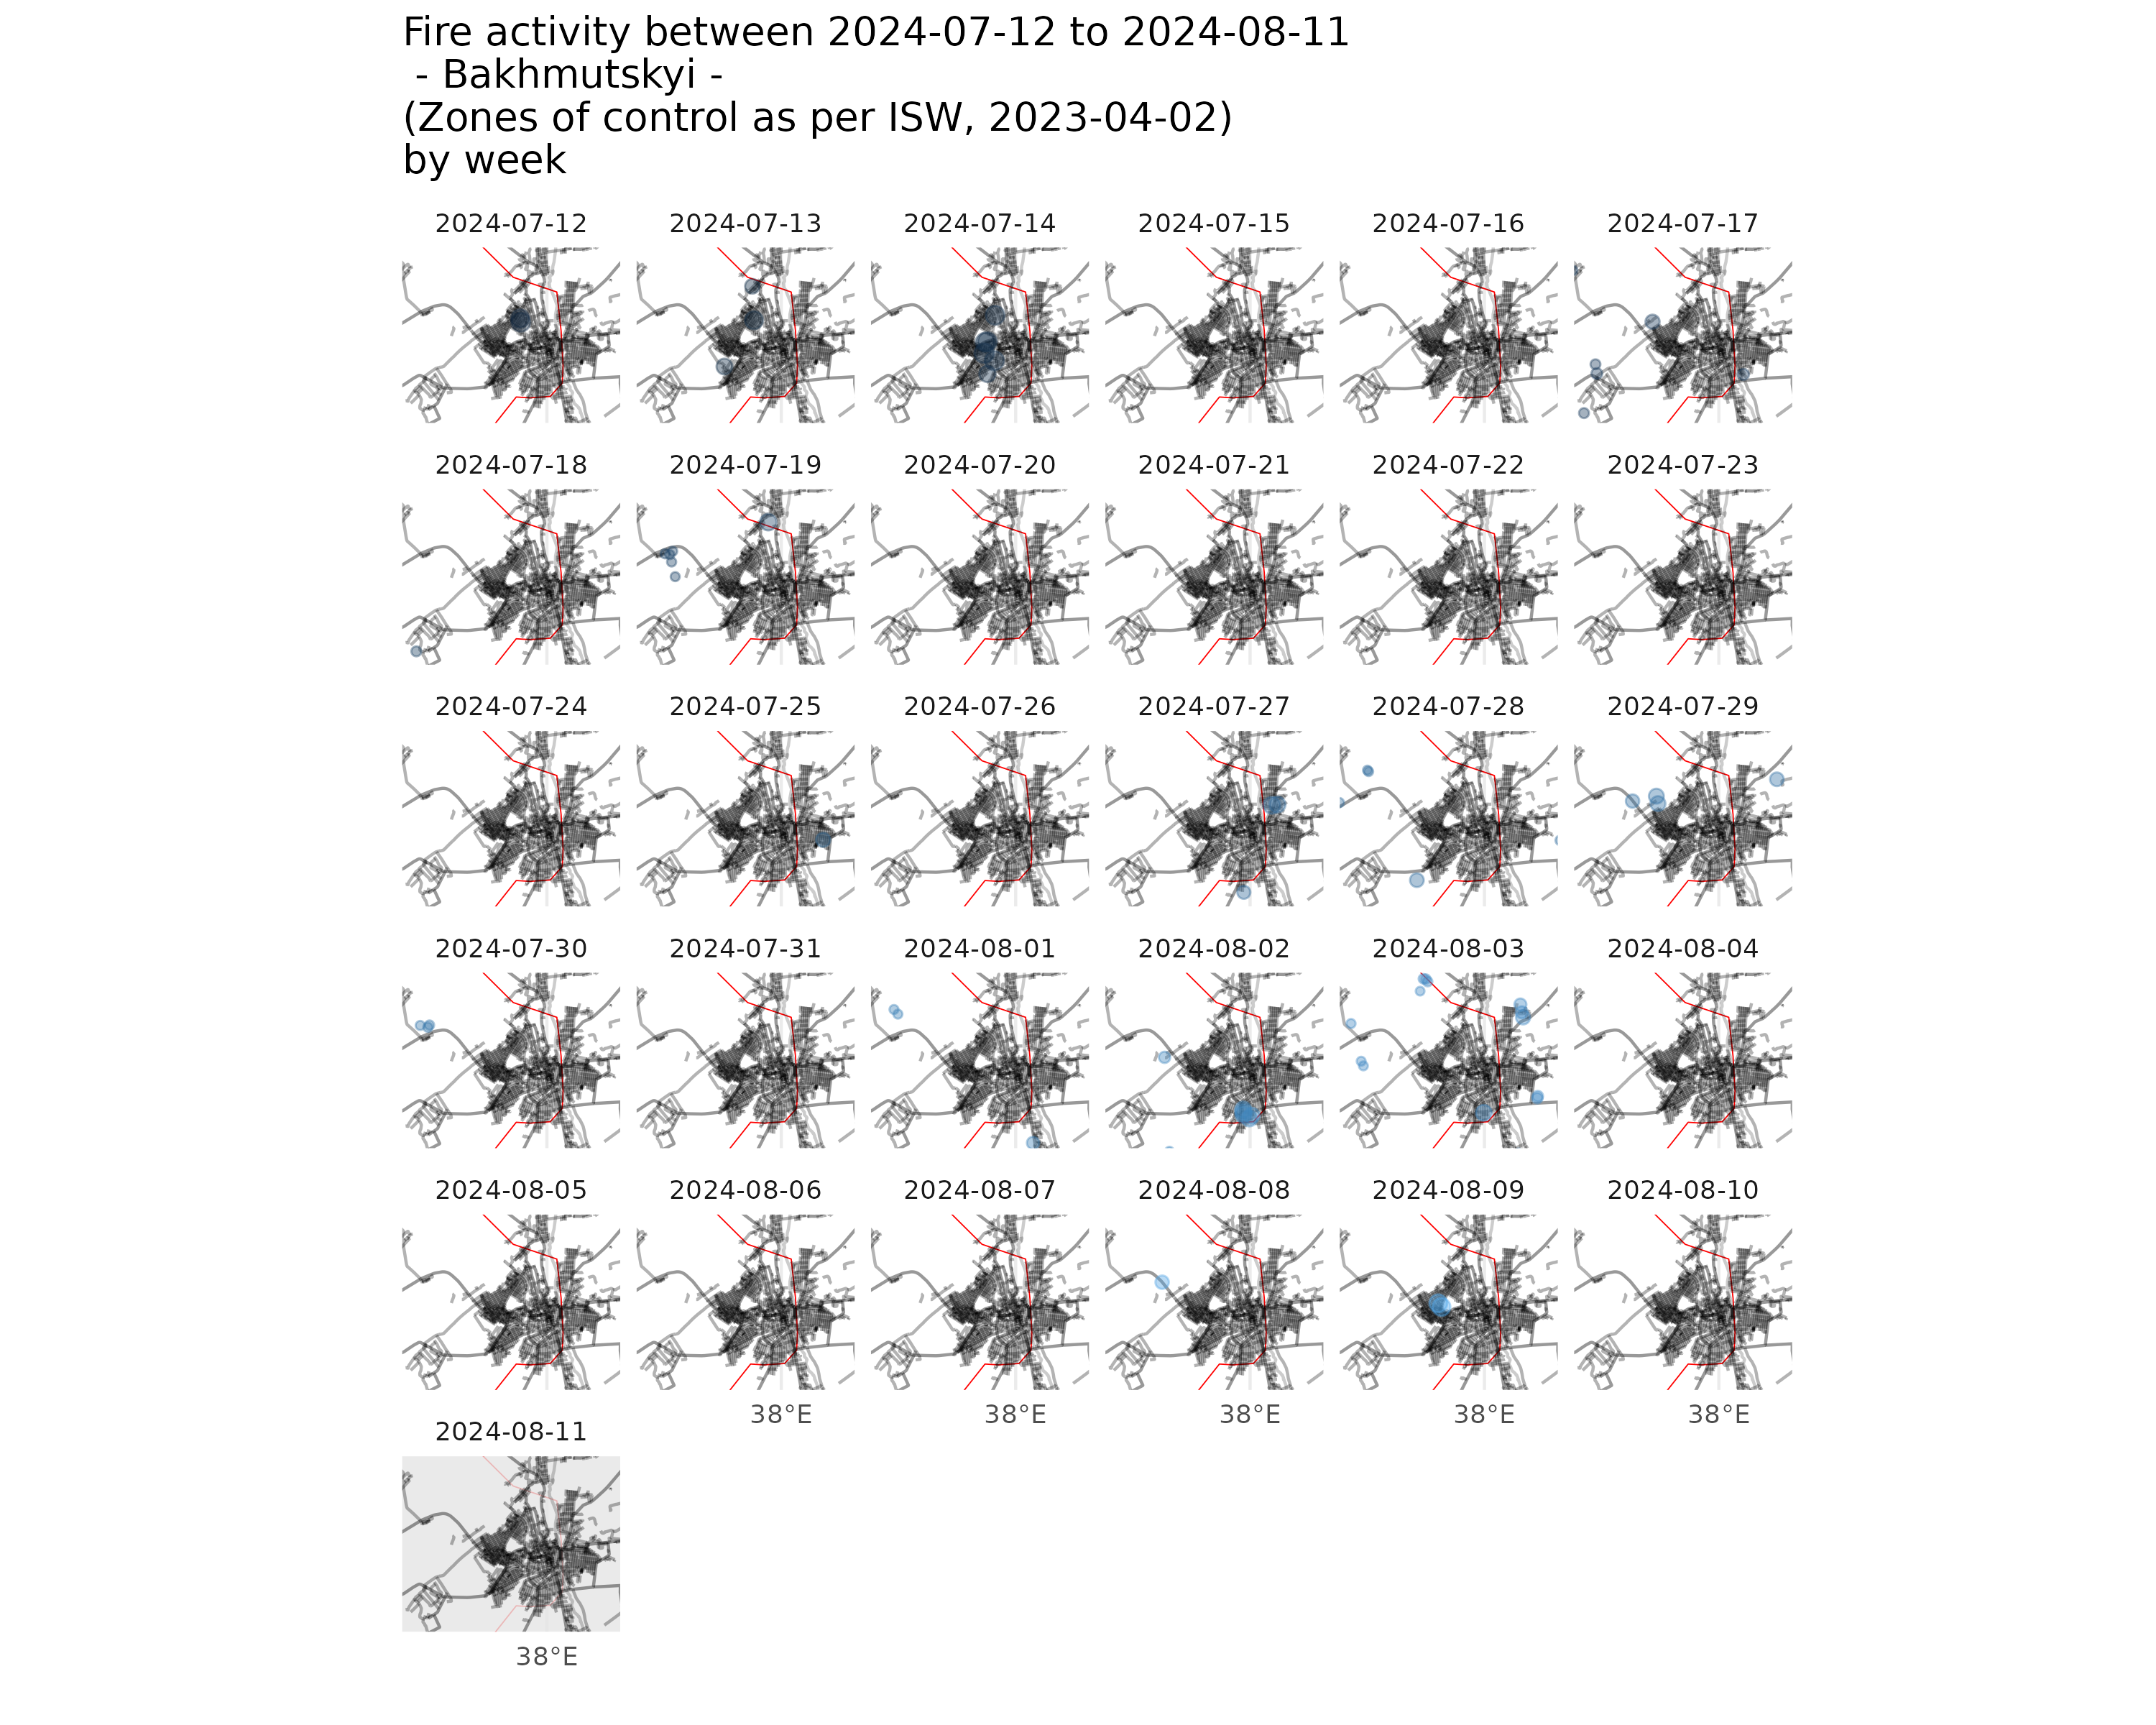 Fire activity between 2024-07-12 to 2024-08-11
- Bakhmutskyi -
(Zones of control as per ISW, 2023-04-02)
by week
2024-07-12 2024-07-13 2024-07-14 2024-07-15 2024-07-16 2024-07-17
2024-07-18 2024-07-19 2024-07-20 2024-07-21 2024-07-22 2024-07-23
2024-07-24 2024-07-25 2024-07-26 2024-07-27 2024-07-28 2024-07-29
2024-07-30 2024-07-31 2024-08-01 2024-08-02 2024-08-03 2024-08-04
2024-08-05 2024-08-06 2024-08-07 2024-08-08 2024-08-09 2024-08-10
38°E 38°E 38°E 38°E 38°E
2024-08-11
38°E